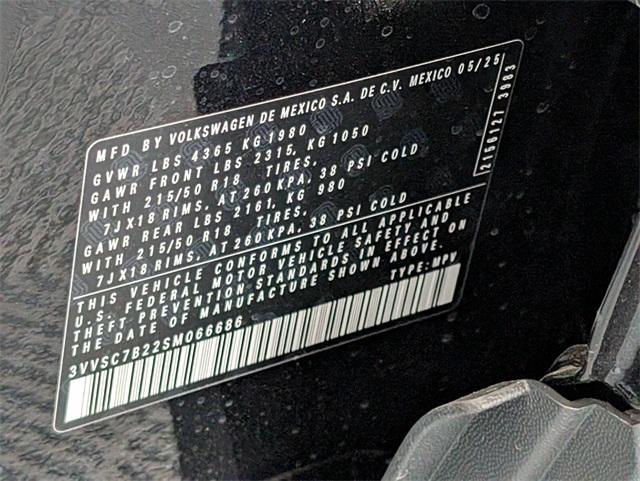 MFD. BY VOLKSWAGEN DE MEXICO S.A. DE C.V. MEXICO 05/25
GVWR LBS 4365 KG 1980
GAWR FRONT LBS 2315, KG 1050
WITH 215/50 R18 TIRES,
7JX18 RIMS, AT 260 KPA, 38 PSI COLD
GAWR REAR LBS 2161, KG 980
WITH 215/50 R18 TIRES,
7JX18 RIMS, AT 260 KPA, 38 PSI COLD
THIS VEHICLE CONFORMS TO ALL APPLICABLE
U.S. FEDERAL MOTOR VEHICLE SAFETY AND
THEFT PREVENTION STANDARDS IN EFFECT ON
THE DATE OF MANUFACTURE SHOWN ABOVE.
TYPE: MPV
3VVSC7B22SM066686
2150127 3983